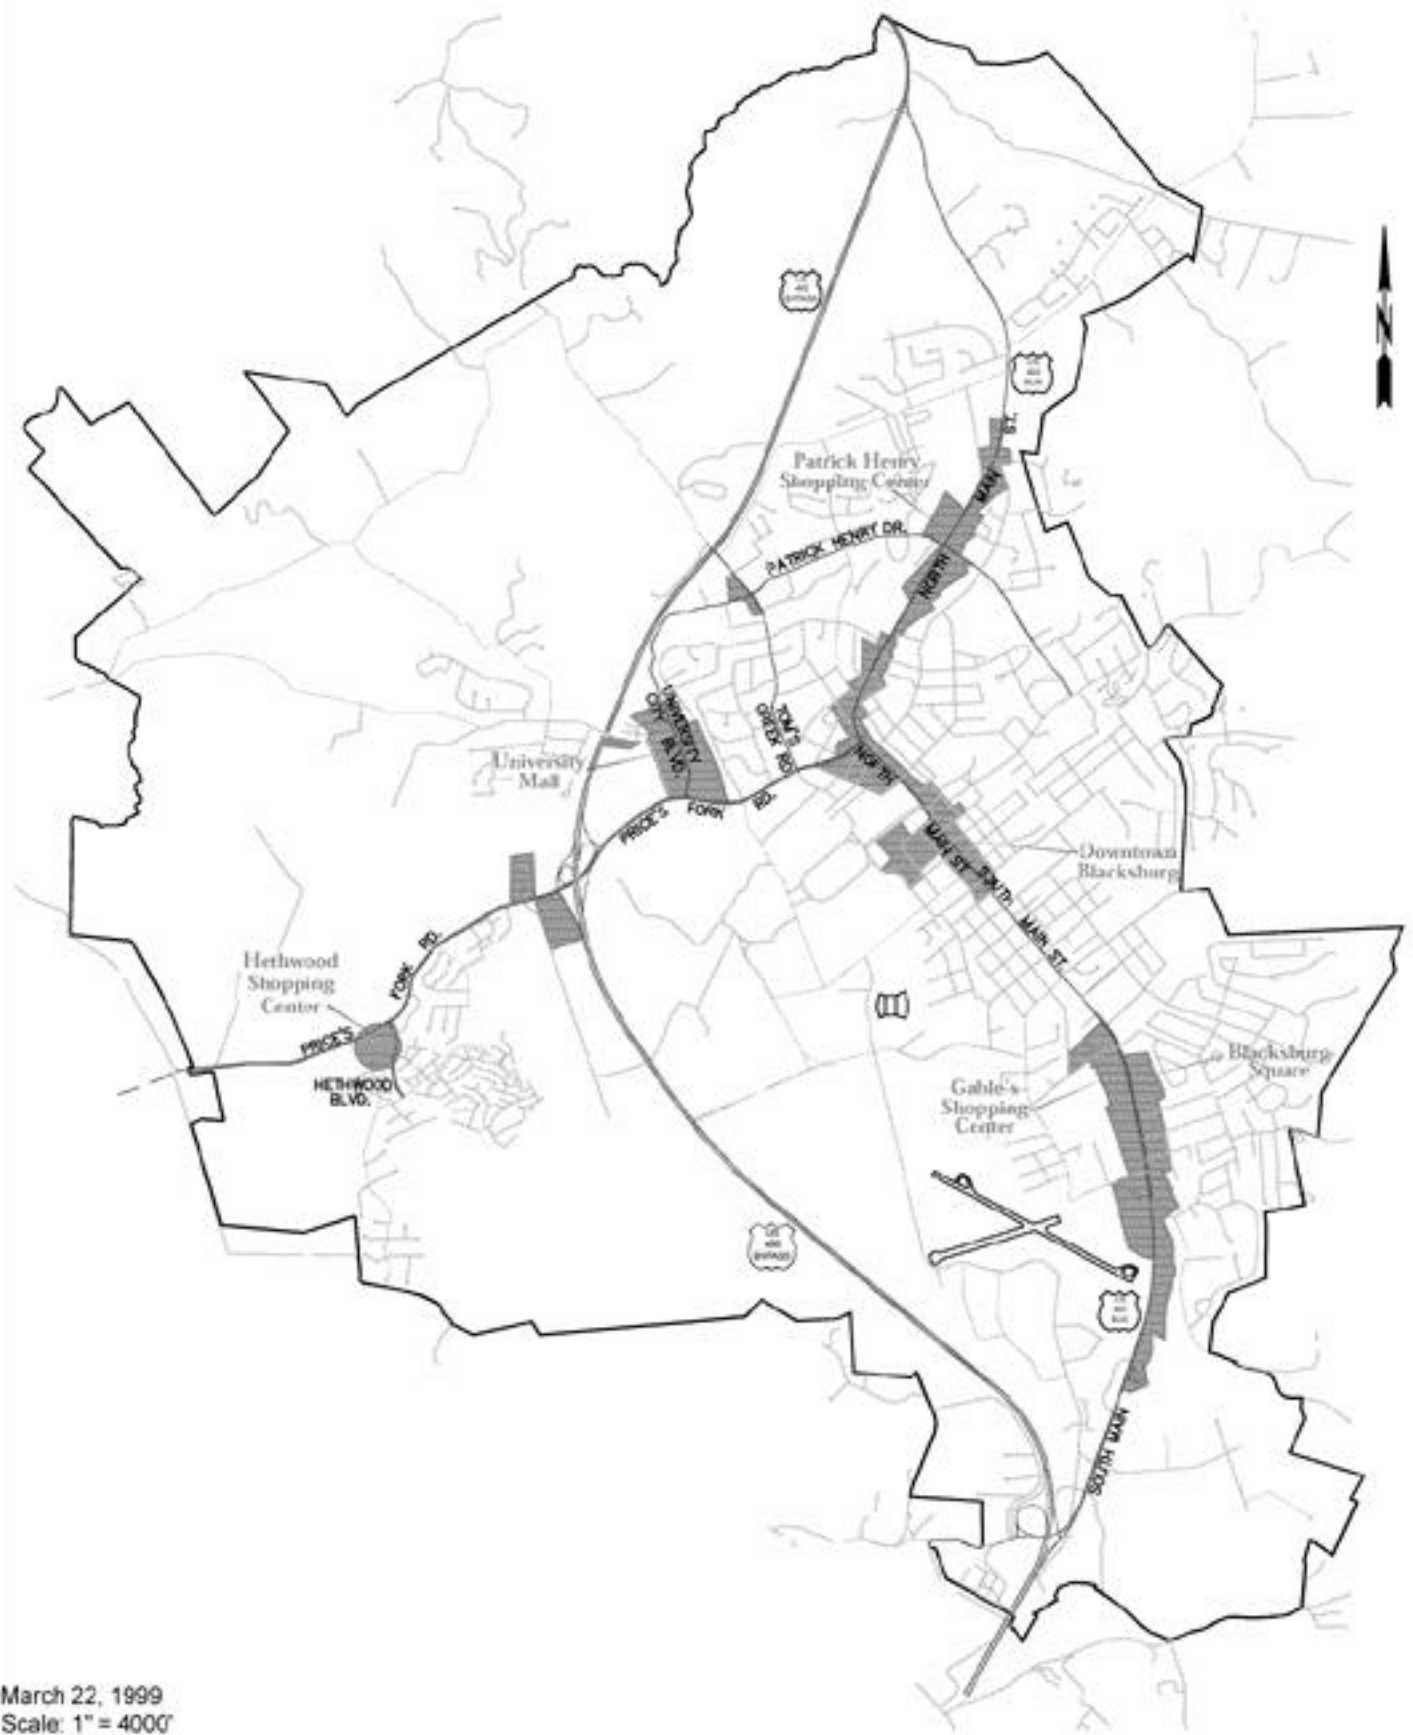 ST.
Patrick Henry
Shopping Center
MAIN
PATRICK HENRY DR.
NORTH
UNIVERSITY
CITY
BLVD.
TOM'S
CREEK RD.
University
Mall
NORTH
PRICE'S
FORK
RD.
MAIN ST.
SOUTH
MAIN ST.
Downtown
Blacksburg
Hethwood
Shopping
Center
FORK
RD.
PRICE'S
HETHWOOD
BLVD.
Blacksburg
Square
Gable's
Shopping
Center
SOUTH MAIN
N
March 22, 1999
Scale: 1" = 4000'